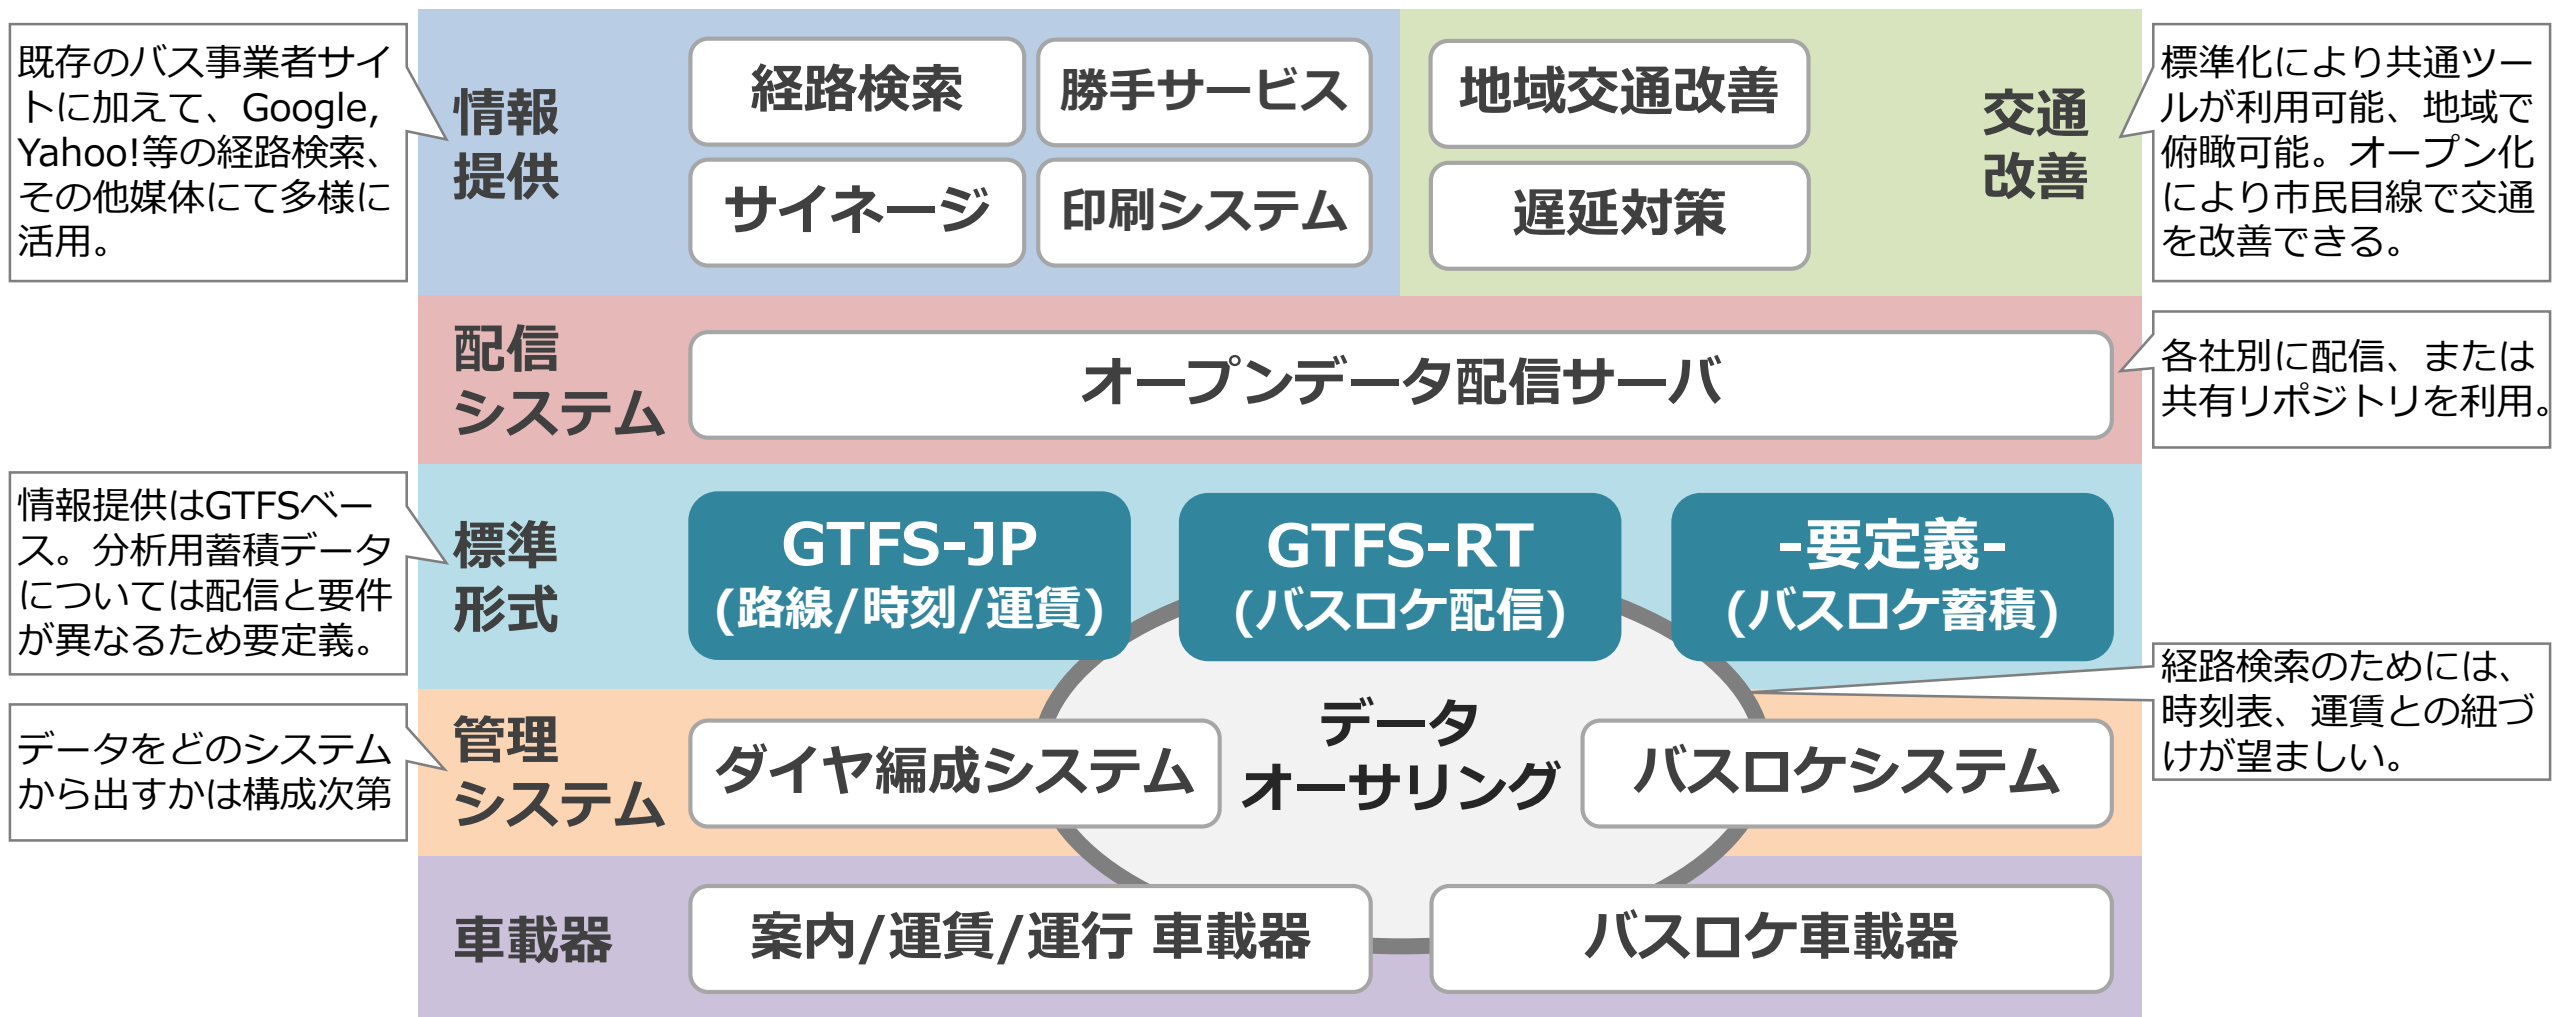 既存のバス事業者サイ
トに加えて、Google,
Yahoo!等の経路検索、
その他媒体にて多様に
活用。
情報
提供
経路検索
勝手サービス
サイネージ
印刷システム
地域交通改善
遅延対策
交通
改善
標準化により共通ツー
ルが利用可能、地域で
俯瞰可能。オープン化
により市民目線で交通
を改善できる。
配信
システム
オープンデータ配信サーバ
各社別に配信、または
共有リポジトリを利用。
情報提供はGTFSベー
ス。分析用蓄積データ
については配信と要件
が異なるため要定義。
標準
形式
GTFS-JP
(路線/時刻/運賃)
GTFS-RT
(バスロケ配信)
-要定義-
(バスロケ蓄積)
経路検索のためには、
時刻表、運賃との紐づ
けが望ましい。
データをどのシステム
から出すかは構成次第
管理
システム
ダイヤ編成システム
データ
オーサリング
バスロケシステム
車載器
案内/運賃/運行 車載器
バスロケ車載器